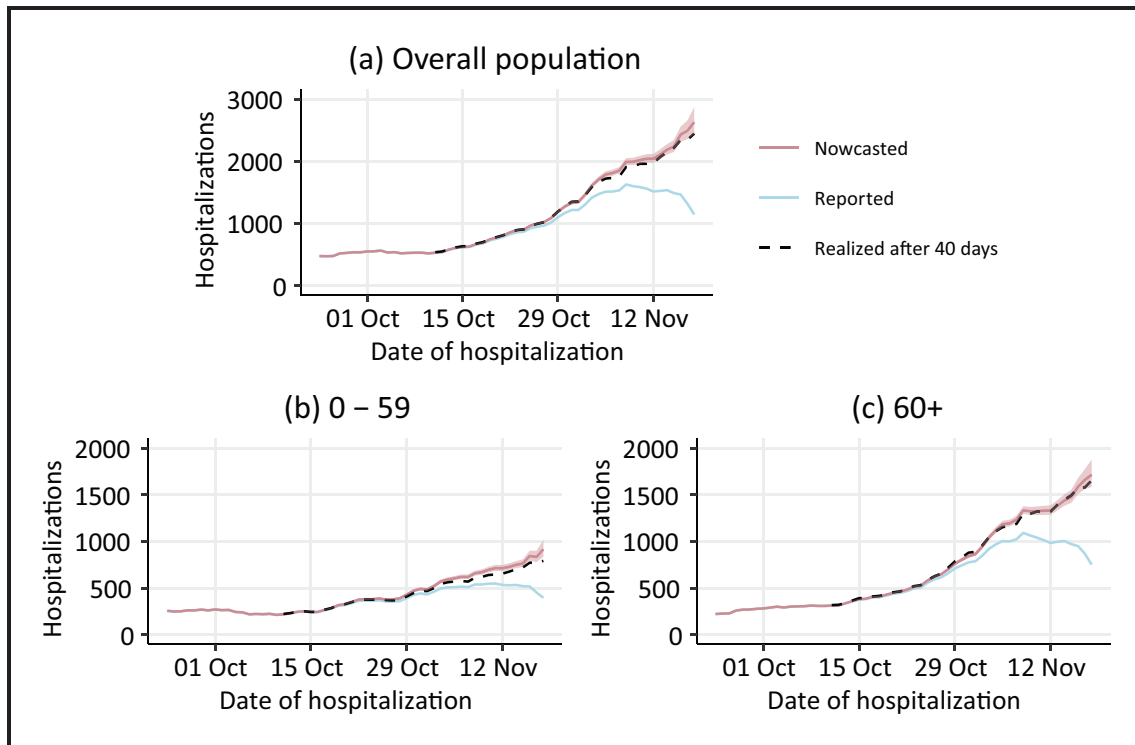 (a) Overall population
3000
2000
1000
0
Hospitalizations
01 Oct 15 Oct 29 Oct 12 Nov
Date of hospitalization
Nowcasted
Reported
Realized after 40 days
(b) 0 – 59
2000
1500
1000
500
0
Hospitalizations
01 Oct 15 Oct 29 Oct 12 Nov
Date of hospitalization
(c) 60+
2000
1500
1000
500
0
Hospitalizations
01 Oct 15 Oct 29 Oct 12 Nov
Date of hospitalization